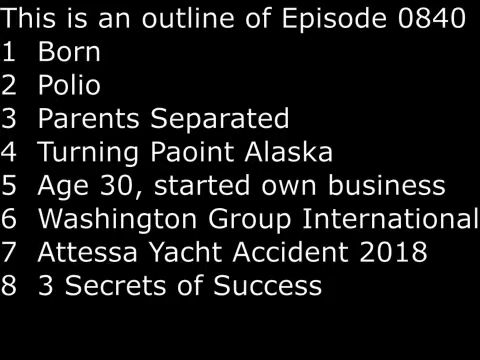 This is an outline of Episode 0840
1 Born
2 Polio
3 Parents Separated
4 Turning Paoint Alaska
5 Age 30, started own business
6 Washington Group International
7 Attessa Yacht Accident 2018
8 3 Secrets of Success